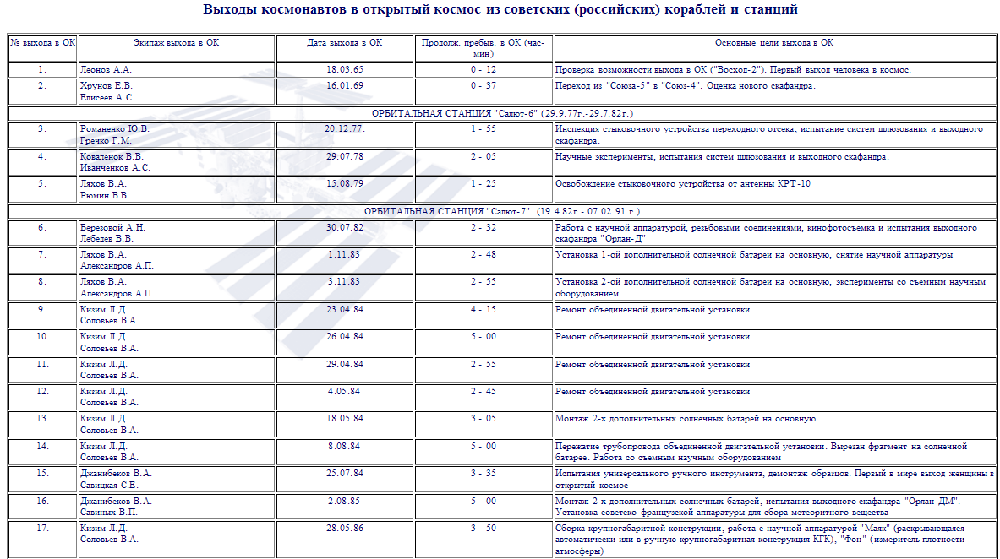 Выходы космонавтов в открытый космос из советских (российских) кораблей и станций
№ выхода в ОК Экипаж выхода в ОК Дата выхода в ОК Продолж. пребыв. в ОК (час-
мин) Основные цели выхода в ОК
1. Леонов А.А. 18.03.65 0 - 12 Проверка возможности выхода в ОК ("Восход-2"). Первый выход человека в космос.
2. Хрунов Е.В. 16.01.69 0 - 37 Переход из "Союза-5" в "Союз-4". Оценка нового скафандра.
Елисеев А.С.
ОРБИТАЛЬНАЯ СТАНЦИЯ "Салют-6" (29.9.77г.-29.7.82г.)
3. Романенко Ю.В. 20.12.77. 1 - 55 Инспекция стыковочного устройства переходного отсека, испытание систем шлюзования и выходного
Гречко Г.М. скафандра.
4. Коваленок В.В. 29.07.78 2 - 05 Научные эксперименты, испытания систем шлюзования и выходного скафандра.
Иванченков А.С.
5. Ляхов В.А. 15.08.79 1 - 25 Освобождение стыковочного устройства от антенны КРТ-10
Рюмин В.В.
ОРБИТАЛЬНАЯ СТАНЦИЯ "Салют-7" (19.4.82г.- 07.02.91 г.)
6. Березовой А.Н. 30.07.82 2 - 32 Работа с научной аппаратурой, резьбовыми соединениями, кинофотосъемка и испытания выходного
Лебедев В.В. скафандра "Орлан-Д"
7. Ляхов В.А. 1.11.83 2 - 48 Установка 1-ой дополнительной солнечной батареи на основную, снятие научной аппаратуры
Александров А.П.
8. Ляхов В.А. 3.11.83 2 - 55 Установка 2-ой дополнительной солнечной батареи на основную, эксперименты со съемным научным
Александров А.П. оборудованием
9. Кизим Л.Д. 23.04.84 4 - 15 Ремонт объединенной двигательной установки
Соловьев В.А.
10. Кизим Л.Д. 26.04.84 5 - 00 Ремонт объединенной двигательной установки
Соловьев В.А.
11. Кизим Л.Д. 29.04.84 2 - 55 Ремонт объединенной двигательной установки
Соловьев В.А.
12. Кизим Л.Д. 4.05.84 2 - 45 Ремонт объединенной двигательной установки
Соловьев В.А.
13. Кизим Л.Д. 18.05.84 3 - 05 Монтаж 2-х дополнительных солнечных батарей на основную
Соловьев В.А.
14. Кизим Л.Д. 8.08.84 5 - 00 Пережатие трубопровода объединенной двигательной установки. Вырезан фрагмент на солнечной
Соловьев В.А. батарее. Работа со съемным научным оборудованием
15. Джанибеков В.А. 25.07.84 3 - 35 Испытания универсального ручного инструмента, демонтаж образцов. Первый в мире выход женщины в
Савицкая С.Е. открытый космос
16. Джанибеков В.А. 2.08.85 5 - 00 Монтаж 2-х дополнительных солнечных батарей, испытания выходного скафандра "Орлан-ДМ".
Савиных В.П. Установка советско-французской аппаратуры для сбора метеоритного вещества
17. Кизим Л.Д. 28.05.86 3 - 50 Сборка крупногабаритной конструкции, работа с научной аппаратурой "Маяк" (раскрывающаяся
Соловьев В.А. автоматически или в ручную крупногабаритная конструкция КГК), "Фон" (измеритель плотности
атмосферы)